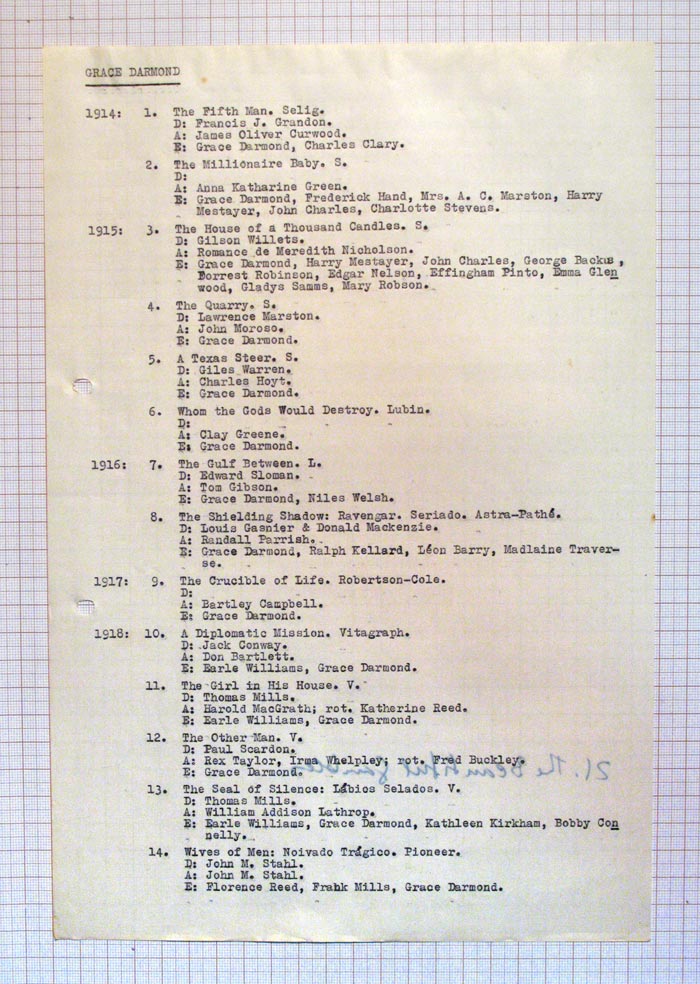 GRACE DARMOND
1914: 1. The Fifth Man. Selig.
D: Francis J. Grandon.
A: James Oliver Curwood.
E: Grace Darmond, Charles Clary.
2. The Millionaire Baby. S.
D:
A: Anna Katharine Green.
E: Grace Darmond, Frederick Hand, Mrs. A. C. Marston, Harry
Mestayer, John Charles, Charlotte Stevens.
1915: 3. The House of a Thousand Candles. S.
D: Gilson Willets.
A: Romance de Meredith Nicholson.
E: Grace Darmond, Harry Mestayer, John Charles, George Backus,
Forrest Robinson, Edgar Nelson, Effingham Pinto, Emma Glen
wood, Gladys Samms, Mary Robson.
4. The Quarry. S.
D: Lawrence Marston.
A: John Moroso.
E: Grace Darmond.
5. A Texas Steer. S.
D: Giles Warren.
A: Charles Hoyt.
E: Grace Darmond.
6. Whom the Gods Would Destroy. Lubin.
D:
A: Clay Greene.
E: Grace Darmond.
1916: 7. The Gulf Between. L.
D: Edward Sloman.
A: Tom Gibson.
E: Grace Darmond, Niles Welsh.
8. The Shielding Shadow: Ravengar. Seriado. Astra-Pathé.
D: Louis Gasnier & Donald Mackenzie.
A: Randall Parrish.
E: Grace Darmond, Ralph Kellard, Léon Barry, Madlaine Traver-
se.
1917: 9. The Crucible of Life. Robertson-Cole.
D:
A: Bartley Campbell.
E: Grace Darmond.
1918: 10. A Diplomatic Mission. Vitagraph.
D: Jack Conway.
A: Don Bartlett.
E: Earle Williams, Grace Darmond.
11. The Girl in His House. V.
D: Thomas Mills.
A: Harold MacGrath; rot. Katherine Reed.
E: Earle Williams, Grace Darmond.
12. The Other Man. V.
D: Paul Scardon.
A: Rex Taylor, Irma Whelpley; rot. Fred Buckley.
E: Grace Darmond.
21. The Beautiful Gambler
13. The Seal of Silence: Lábios Selados. V.
D: Thomas Mills.
A: William Addison Lathrop.
E: Earle Williams, Grace Darmond, Kathleen Kirkham, Bobby Con
nelly.
14. Wives of Men: Noivado Trágico. Pioneer.
D: John M. Stahl.
A: John M. Stahl.
E: Florence Reed, Frahk Mills, Grace Darmond.